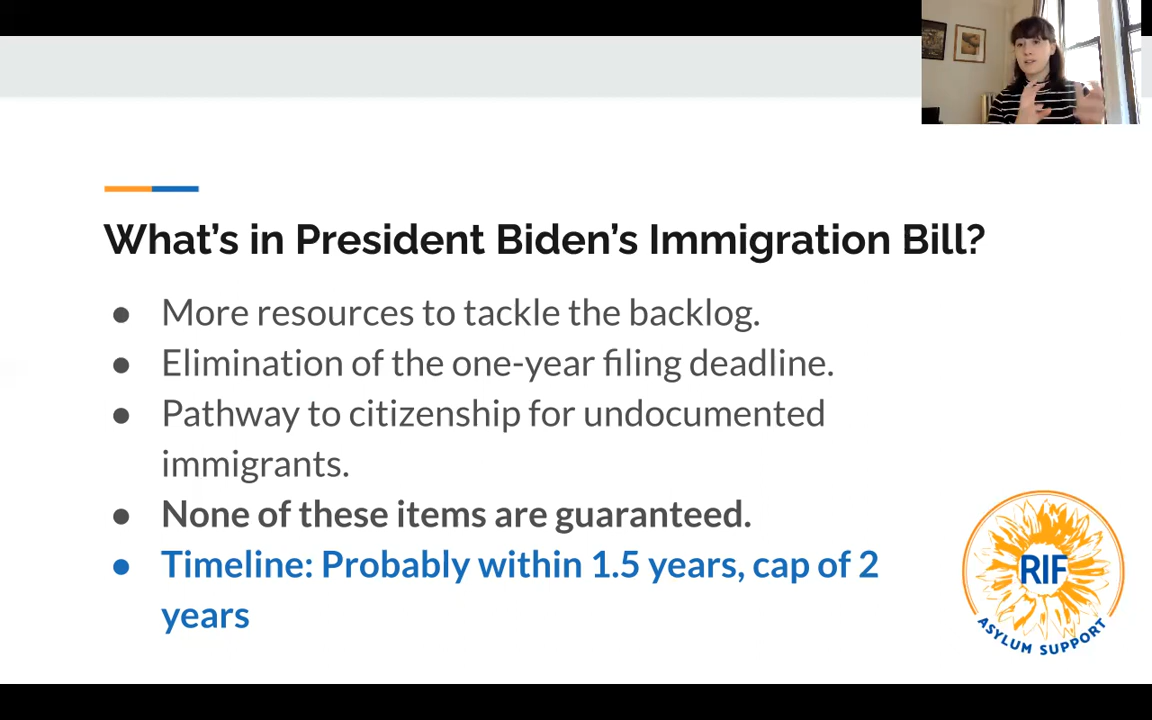 What's in President Biden's Immigration Bill?
● More resources to tackle the backlog.
● Elimination of the one-year filing deadline.
● Pathway to citizenship for undocumented
immigrants.
● None of these items are guaranteed.
● Timeline: Probably within 1.5 years, cap of 2
years
RIF
ASYLUM SUPPORT